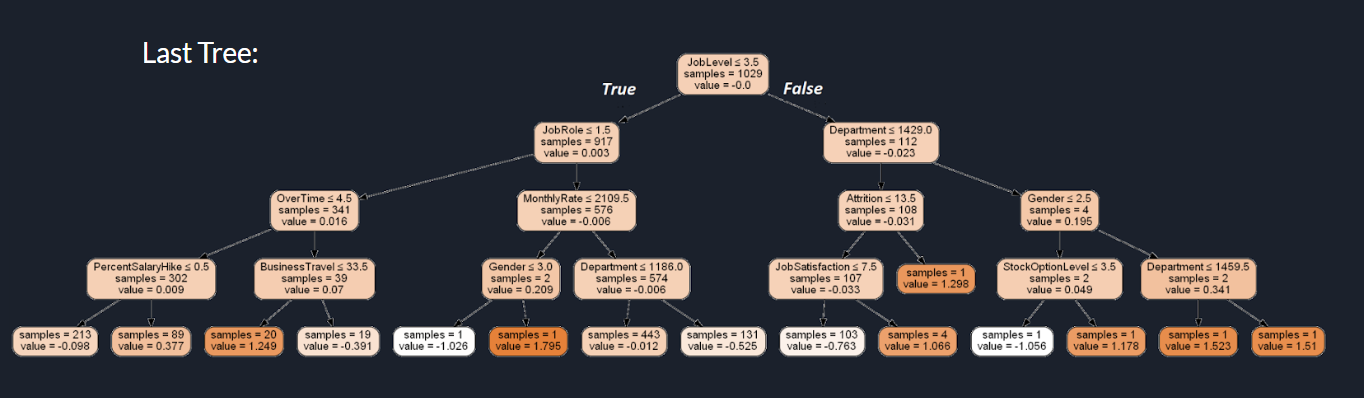 Last Tree:
JobLevel ≤ 3.5
samples = 1029
value = -0.0
True
False
JobRole ≤ 1.5
samples = 917
value = 0.003
Department ≤ 1429.0
samples = 112
value = -0.023
OverTime ≤ 4.5
samples = 341
value = 0.016
MonthlyRate ≤ 2109.5
samples = 576
value = -0.006
Attrition ≤ 13.5
samples = 108
value = -0.031
Gender ≤ 2.5
samples = 4
value = 0.195
PercentSalaryHike ≤ 0.5
samples = 302
value = 0.009
BusinessTravel ≤ 33.5
samples = 39
value = 0.07
Gender ≤ 3.0
samples = 2
value = 0.209
Department ≤ 1186.0
samples = 574
value = -0.006
JobSatisfaction ≤ 7.5
samples = 107
value = -0.033
samples = 1
value = 1.298
StockOptionLevel ≤ 3.5
samples = 2
value = 0.049
Department ≤ 1459.5
samples = 2
value = 0.341
samples = 213
value = -0.098
samples = 89
value = 0.377
samples = 20
value = 1.249
samples = 19
value = -0.391
samples = 1
value = -1.026
samples = 1
value = 1.795
samples = 443
value = -0.012
samples = 131
value = -0.525
samples = 103
value = -0.763
samples = 4
value = 1.066
samples = 1
value = -1.056
samples = 1
value = 1.178
samples = 1
value = 1.523
samples = 1
value = 1.51